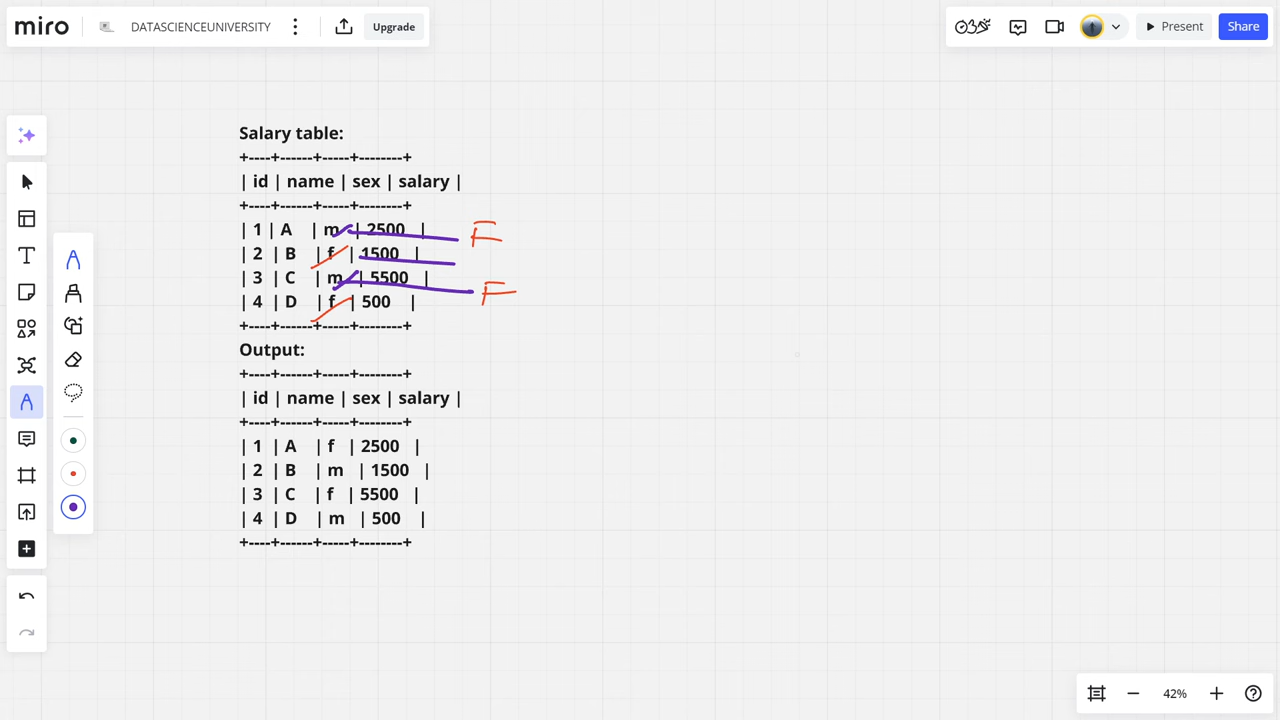 miro DATASCIENCEUNIVERSITY Upgrade Present Share
Salary table:
+----+------+-----+--------+
| id | name | sex | salary |
+----+------+-----+--------+
| 1 | A | m | 2500 | F
| 2 | B | f | 1500 |
| 3 | C | m | 5500 | F
| 4 | D | f | 500 |
+----+------+-----+--------+
Output:
+----+------+-----+--------+
| id | name | sex | salary |
+----+------+-----+--------+
| 1 | A | f | 2500 |
| 2 | B | m | 1500 |
| 3 | C | f | 5500 |
| 4 | D | m | 500 |
+----+------+-----+--------+
42%